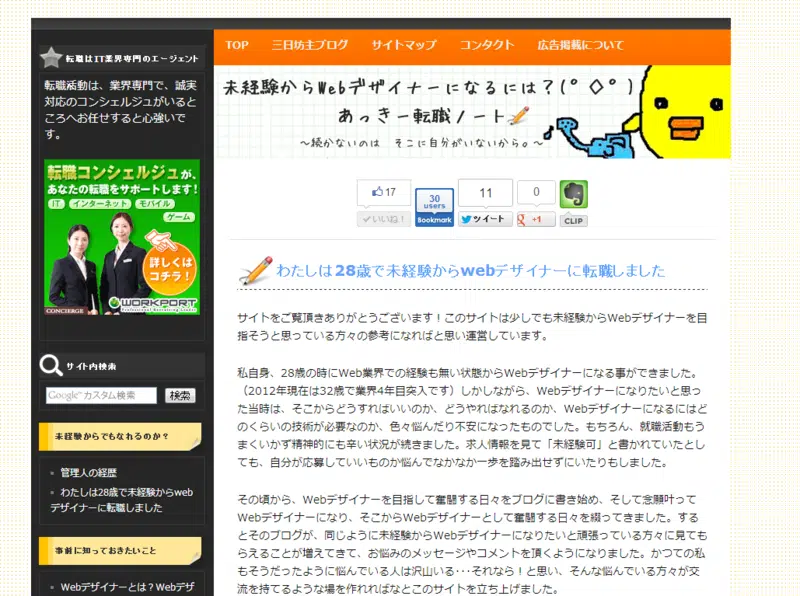 転職はIT業界専門のエージェント
転職活動は、業界専門で、誠実
対応のコンシェルジュがいると
ころへお任せすると心強いで
す。
転職コンシェルジュが、
あなたの転職をサポートします!
IT インターネット モバイル
ゲーム
詳しくは
コチラ!
WORKPORT
Professional Recruiting Career
CONCIERGE
サイト内検索
Google カスタム検索 検索
未経験からでもなれるのか?
管理人の経歴
わたしは28歳で未経験からweb
デザイナーに転職しました
事前に知っておきたいこと
Webデザイナーとは?Webデザ
TOP 三日坊主ブログ サイトマップ コンタクト 広告掲載について
未経験からWebデザイナーになるには?(°◇°)
あっきー転職ノート
~続かないのは そこに自分がいないから。~
17 30 users 11 0
いいね! Bookmark ツイート +1 CLIP
わたしは28歳で未経験からwebデザイナーに転職しました
サイトをご覧頂きありがとうございます!このサイトは少しでも未経験からWebデザイナーを目
指そうと思っている方々の参考になればと思い運営しています。
私自身、28歳の時にWeb業界での経験も無い状態からWebデザイナーになる事ができました。
(2012年現在は32歳で業界4年目突入です)しかしながら、Webデザイナーになりたいと思っ
た当時は、そこからどうすればいいのか、どうやればなれるのか、Webデザイナーになるにはど
のくらいの技術が必要なのか、色々悩んだり不安になったものでした。もちろん、就職活動もう
まくいかず精神的にも辛い状況が続きました。求人情報を見て「未経験可」と書かれていたとし
ても、自分が応募していいものか悩んでなかなか一歩を踏み出せずにいたりもしました。
その頃から、Webデザイナーを目指して奮闘する日々をブログに書き始め、そして念願叶って
Webデザイナーになり、そこからWebデザイナーとして奮闘する日々を綴ってきました。する
とそのブログが、同じように未経験からWebデザイナーになりたいと頑張っている方々に見ても
らえることが増えてきて、お悩みのメッセージやコメントを頂くようになりました。かつての私
もそうだったように悩んでいる人は沢山いる･･･それなら!と思い、そんな悩んでいる方々が交
流を持てるような場を作れればなとこのサイトを立ち上げました。